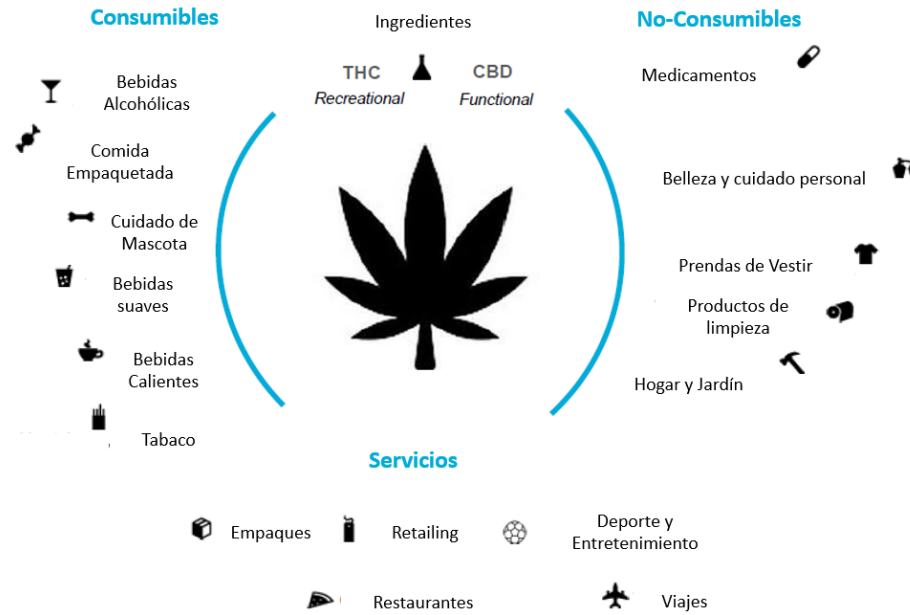 Consumibles
Ingredientes
No-Consumibles
THC
CBD
Recreational
Functional
Bebidas
Alcohólicas
Comida
Empaquetada
Cuidado de
Mascota
Bebidas
suaves
Bebidas
Calientes
Tabaco
Medicamentos
Belleza y cuidado personal
Prendas de Vestir
Productos de
limpieza
Hogar y Jardín
Servicios
Empaques
Retailing
Deporte y
Entretenimiento
Restaurantes
Viajes